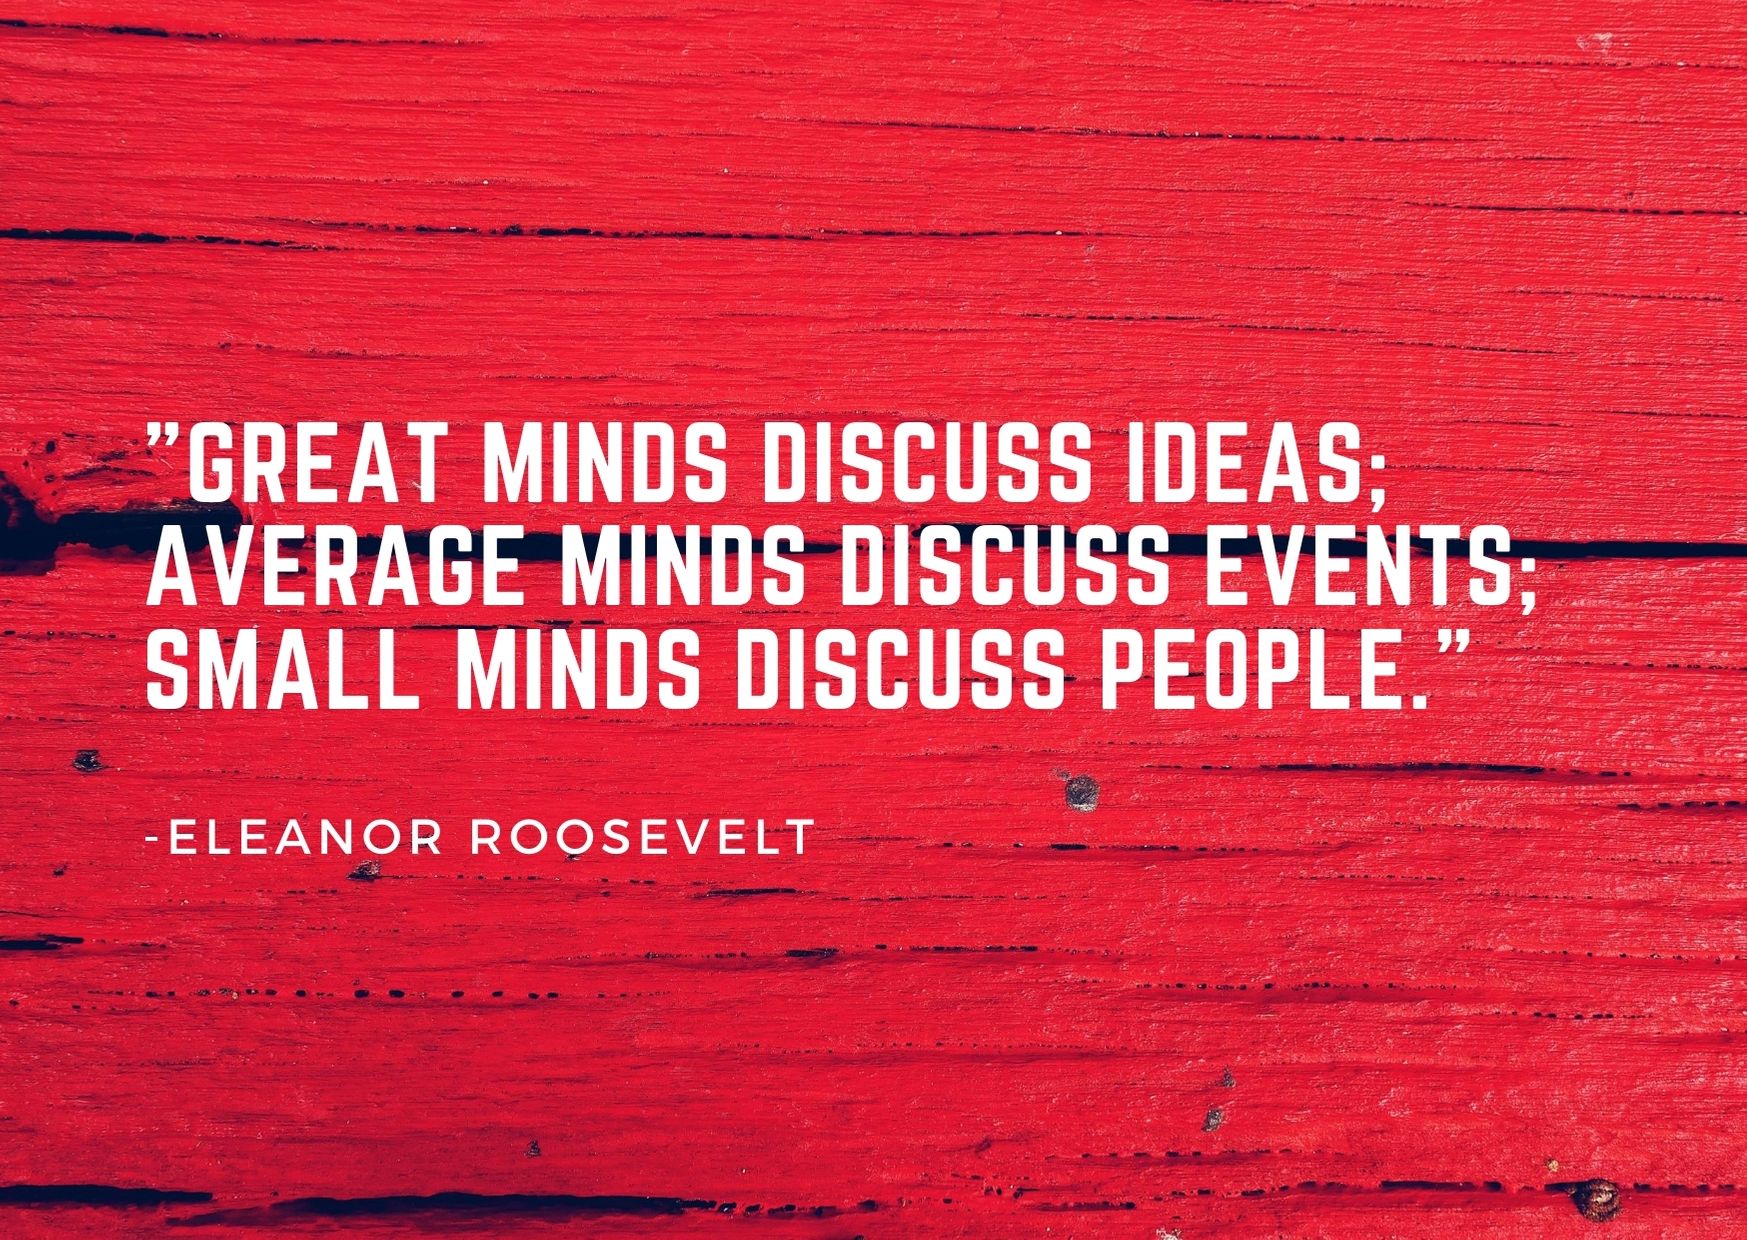 "GREAT MINDS DISCUSS IDEAS;
AVERAGE MINDS DISCUSS EVENTS;
SMALL MINDS DISCUSS PEOPLE."
-ELEANOR ROOSEVELT